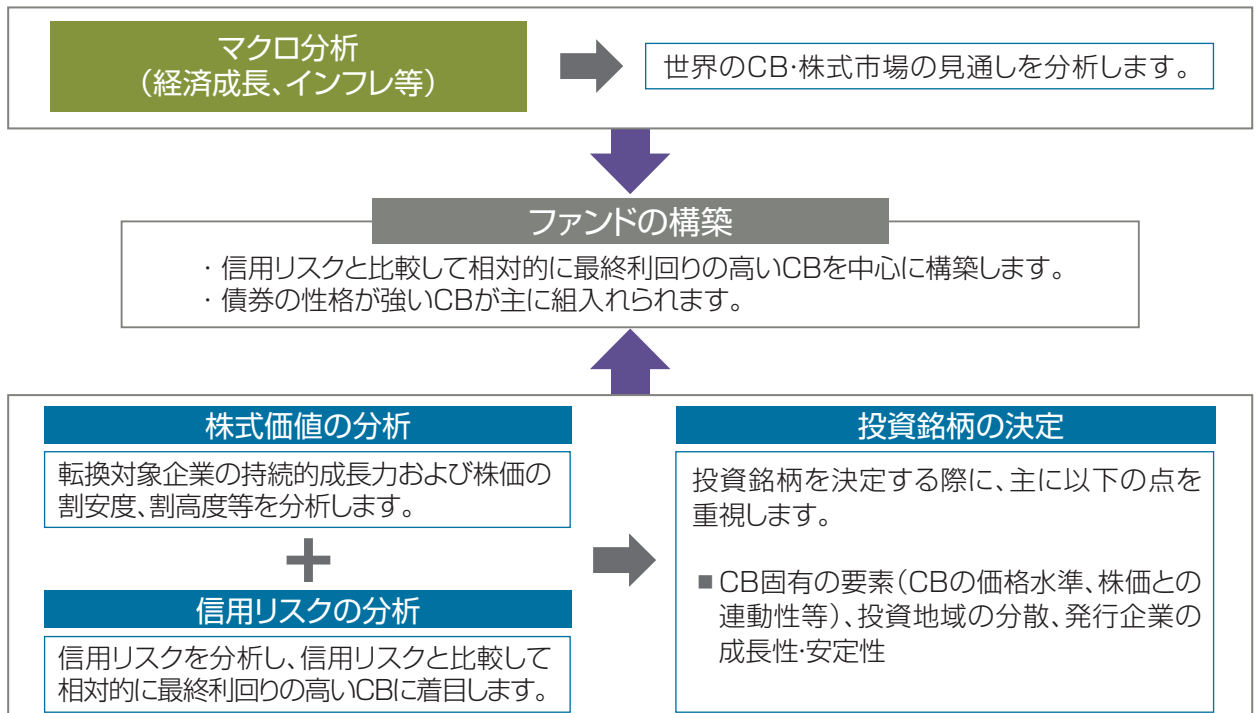 マクロ分析
（経済成長、インフレ等）
世界のCB・株式市場の見通しを分析します。
ファンドの構築
・信用リスクと比較して相対的に最終利回りの高いCBを中心に構築します。
・債券の性格が強いCBが主に組入れられます。
株式価値の分析
転換対象企業の持続的成長力および株価の
割安度、割高度等を分析します。
+
信用リスクの分析
信用リスクを分析し、信用リスクと比較して
相対的に最終利回りの高いCBに着目します。
投資銘柄の決定
投資銘柄を決定する際に、主に以下の点を
重視します。
■CB固有の要素（CBの価格水準、株価との
連動性等）、投資地域の分散、発行企業の
成長性・安定性